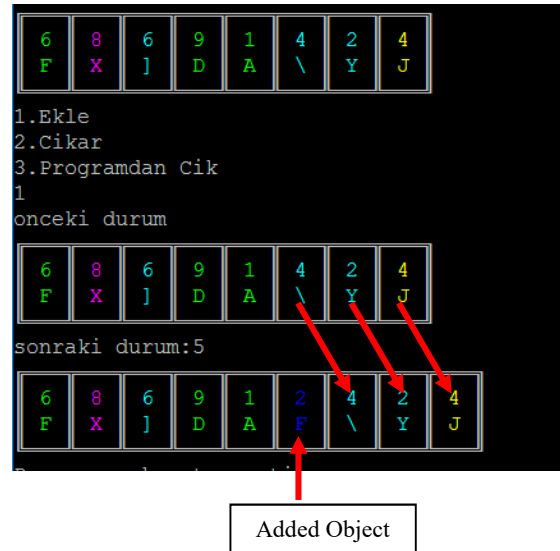 6 8 6 9 1 4 2 4
F X ] D A \ Y J
1.Ekle
2.Cikar
3.Programdan Cik
1
onceki durum
6 8 6 9 1 4 2 4
F X ] D A \ Y J
sonraki durum:5
6 8 6 9 1 2 4 2 4
F X ] D A F \ Y J
Added Object